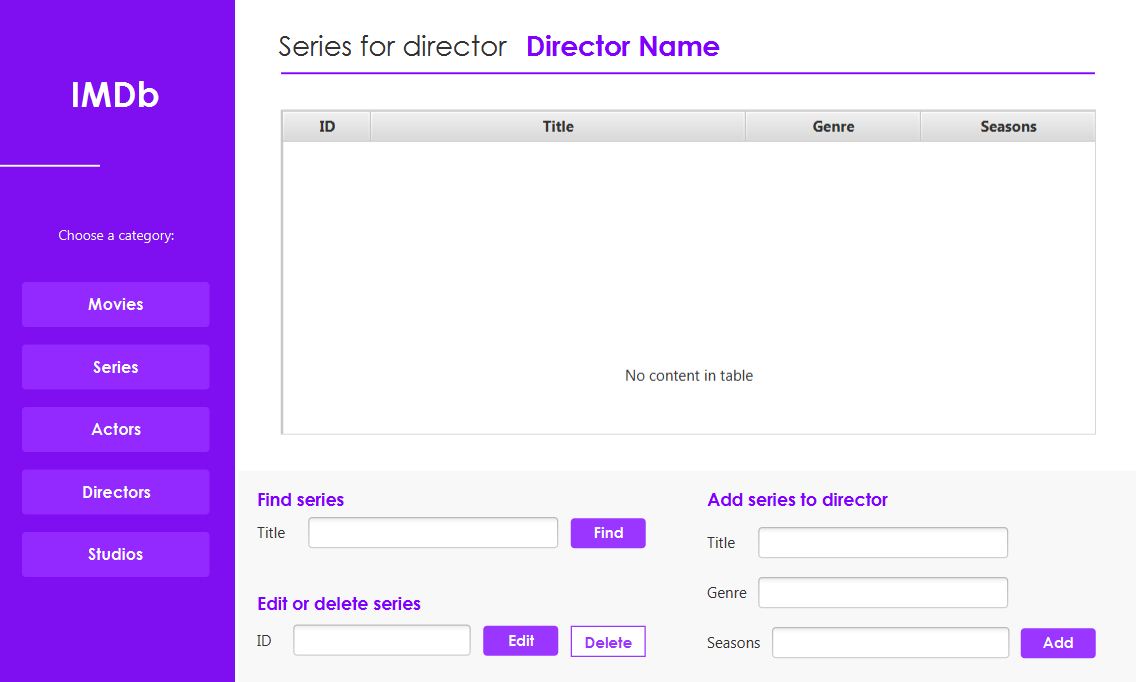 IMDb
Choose a category:
Movies
Series
Actors
Directors
Studios
Series for director Director Name
ID Title Genre Seasons
No content in table
Find series
Title Find
Edit or delete series
ID Edit Delete
Add series to director
Title
Genre
Seasons Add